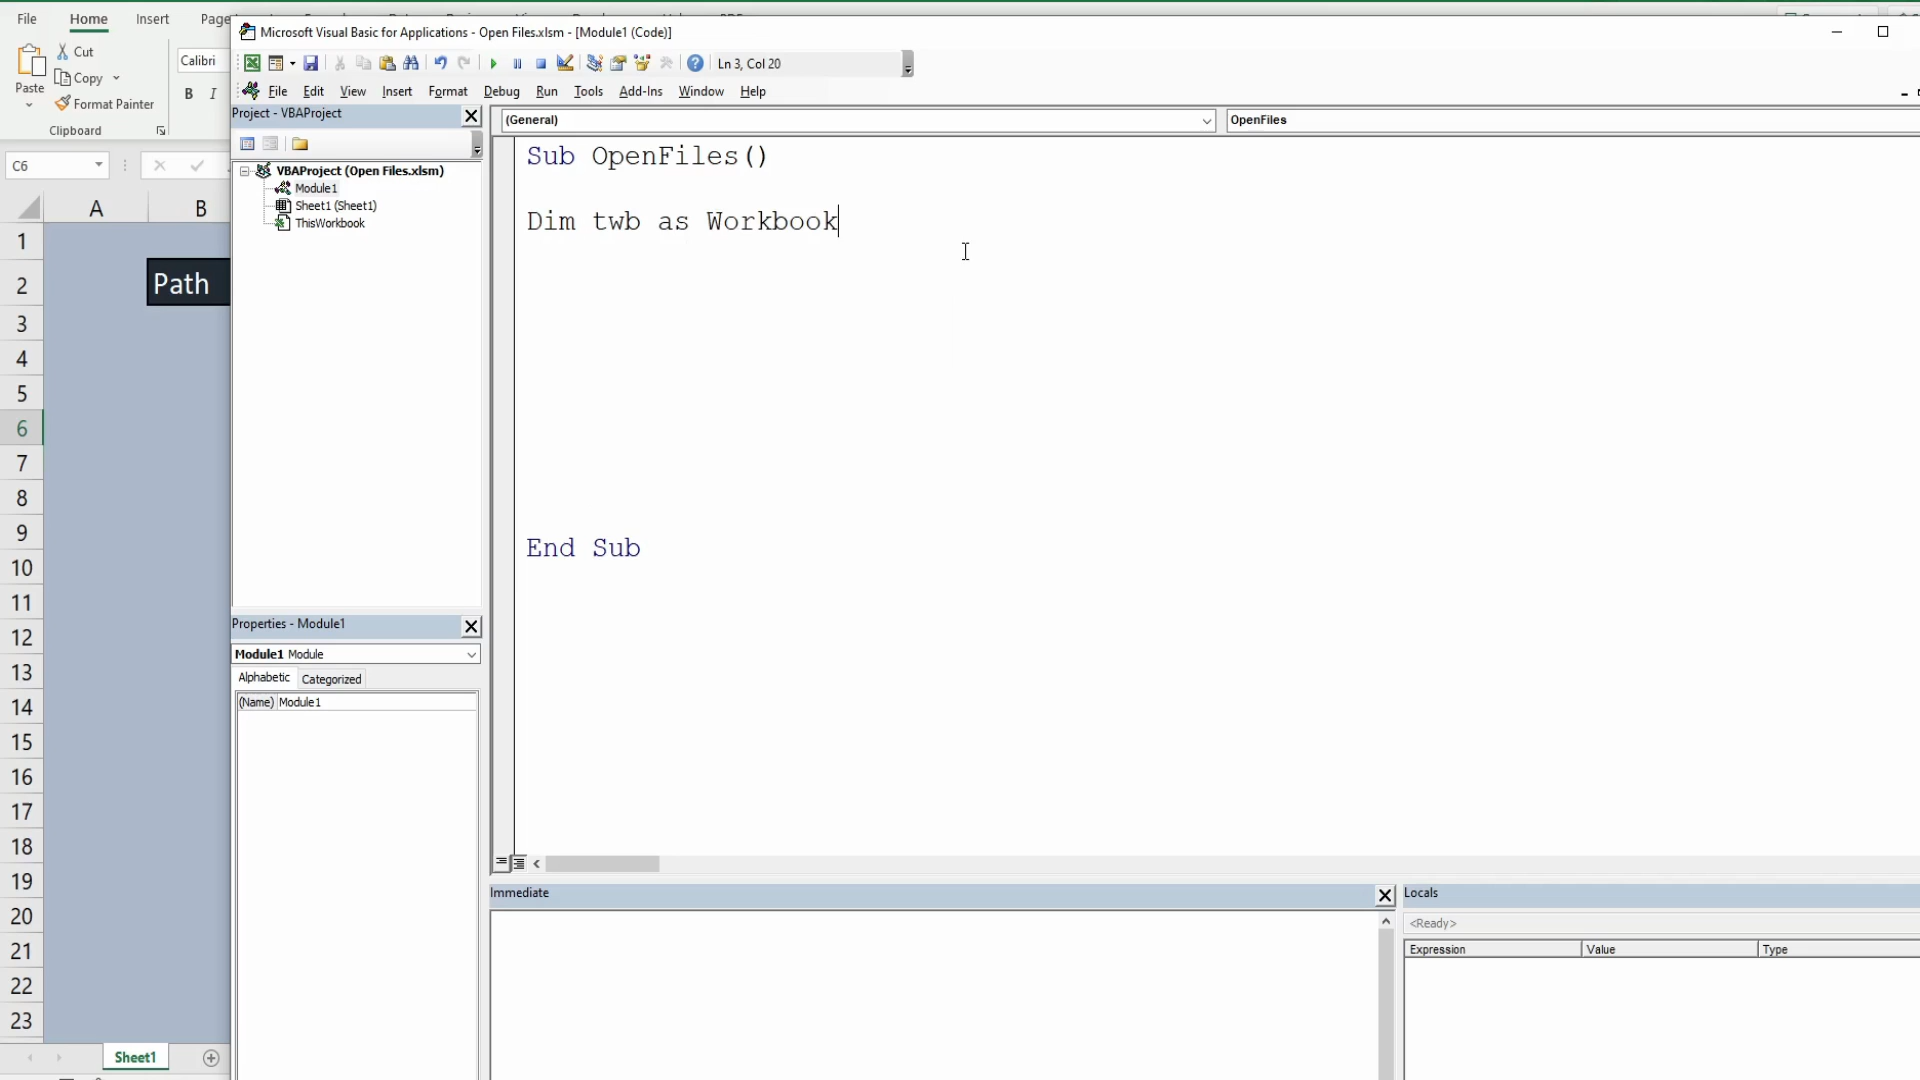 File Home Insert Page
Microsoft Visual Basic for Applications - Open Files.xlsm - [Module1 (Code)]
Paste
Cut
Copy
Format Painter
Clipboard
Calibri
B I
Ln 3, Col 20
File Edit View Insert Format Debug Run Tools Add-Ins Window Help
Project - VBAProject
VBAProject (Open Files.xlsm)
Module1
Sheet1 (Sheet1)
ThisWorkbook
(General)
OpenFiles
Sub OpenFiles()
Dim twb as Workbook
End Sub
C6
A B
1
2
3
4
5
6
7
8
9
10
11
12
13
14
15
16
17
18
19
20
21
22
23
Path
Properties - Module1
Module1 Module
Alphabetic Categorized
(Name) Module1
Immediate
Locals
<Ready>
Expression Value Type
Sheet1